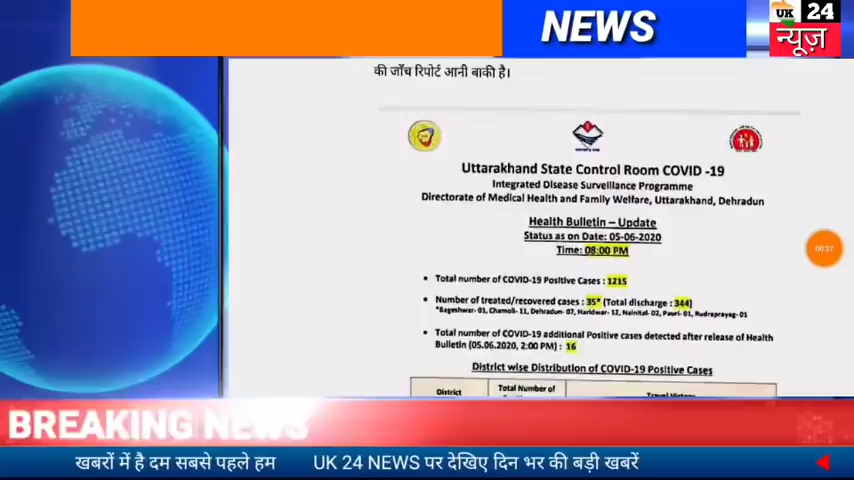 NEWS
UK 24
न्यूज़
की जाँच रिपोर्ट आनी बाकी है।
Uttarakhand State Control Room COVID -19
Integrated Disease Surveillance Programme
Directorate of Medical Health and Family Welfare, Uttarakhand, Dehradun
Health Bulletin – Update
Status as on Date: 05-06-2020
Time: 08:00 PM
00:27
• Total number of COVID-19 Positive Cases : 1215
• Number of treated/recovered cases : 35* (Total discharge : 344)
*Bageshwar- 01, Chamoli- 11, Dehradun- 07, Haridwar- 12, Nainital- 02, Pauri- 01, Rudraprayag- 01
• Total number of COVID-19 additional Positive cases detected after release of Health
Bulletin (05.06.2020, 2:00 PM) : 16
District wise Distribution of COVID-19 Positive Cases
District
Total Number of
Travel History
BREAKING NEWS
खबरों में है दम सबसे पहले हम UK 24 NEWS पर देखिए दिन भर की बड़ी खबरें